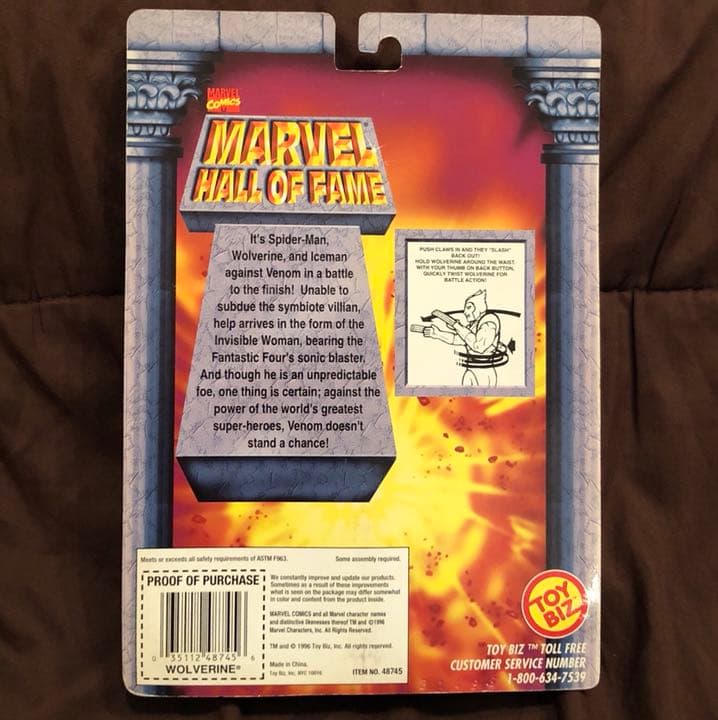 MARVEL
COMICS
MARVEL
HALL OF FAME
It's Spider-Man,
Wolverine, and Iceman
against Venom in a battle
to the finish! Unable to
subdue the symbiote villian,
help arrives in the form of the
Invisible Woman, bearing the
Fantastic Four's sonic blaster.
And though he is an unpredictable
foe, one thing is certain; against the
power of the world's greatest
super-heroes, Venom doesn't
stand a chance!
PUSH CLAWS IN AND THEY "SLASH"
BACK OUT!
HOLD WOLVERINE AROUND THE WAIST.
WITH YOUR THUMB ON BACK BUTTON,
QUICKLY TWIST WOLVERINE FOR
BATTLE ACTION!
Meets or exceeds all safety requirements of ASTM F963.
Some assembly required.
PROOF OF PURCHASE
0 35112 48745 6
WOLVERINE®
We constantly improve and update our products.
Sometimes as a result of these improvements
what is seen on the package may differ somewhat
in color and content from the product inside.
MARVEL COMICS and all Marvel character names
and distinctive likenesses thereof TM and ©1996
Marvel Characters, Inc. All Rights Reserved.
TM and © 1996 Toy Biz, Inc. All rights reserved.
Made in China.
Toy Biz, Inc. NYC 10016
ITEM NO. 48745
TOY
BIZ
TOY BIZ ™ TOLL FREE
CUSTOMER SERVICE NUMBER
1-800-634-7539